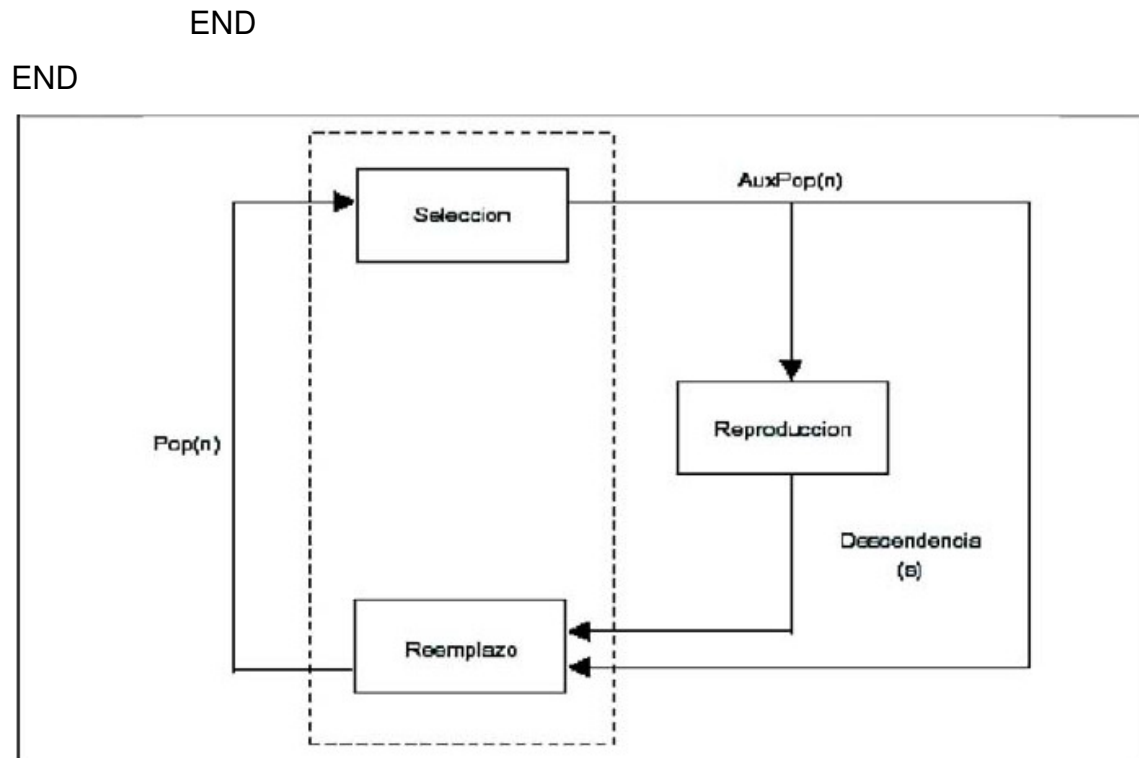 END
END
Seleccion
AuxPop(n)
Reproduccion
Pop(n)
Descendencia
(s)
Reemplazo